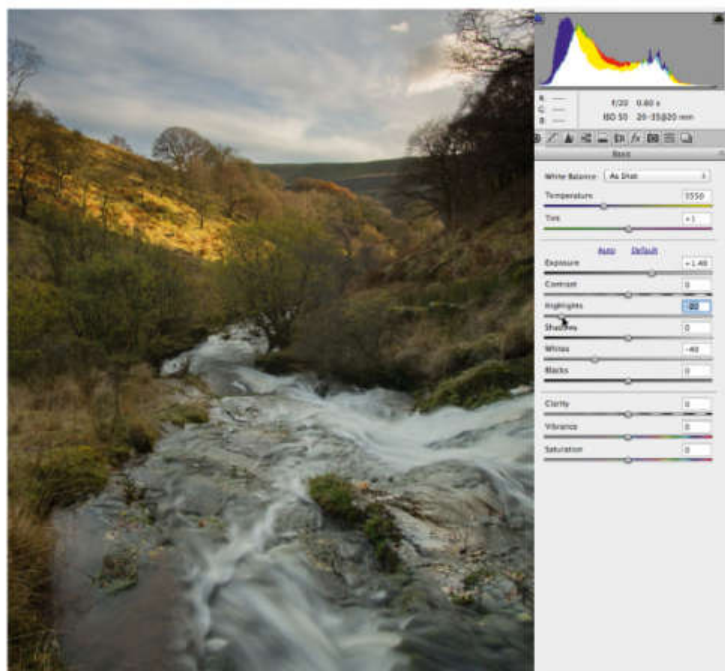 R: ---
G: ---
B: ---
f/20 0.60 s
ISO 50 20-35@20 mm
Basic
White Balance: As Shot
Temperature 5550
Tint +1
Auto Default
Exposure +1.40
Contrast 0
Highlights -80
Shadows 0
Whites -40
Blacks 0
Clarity 0
Vibrance 0
Saturation 0